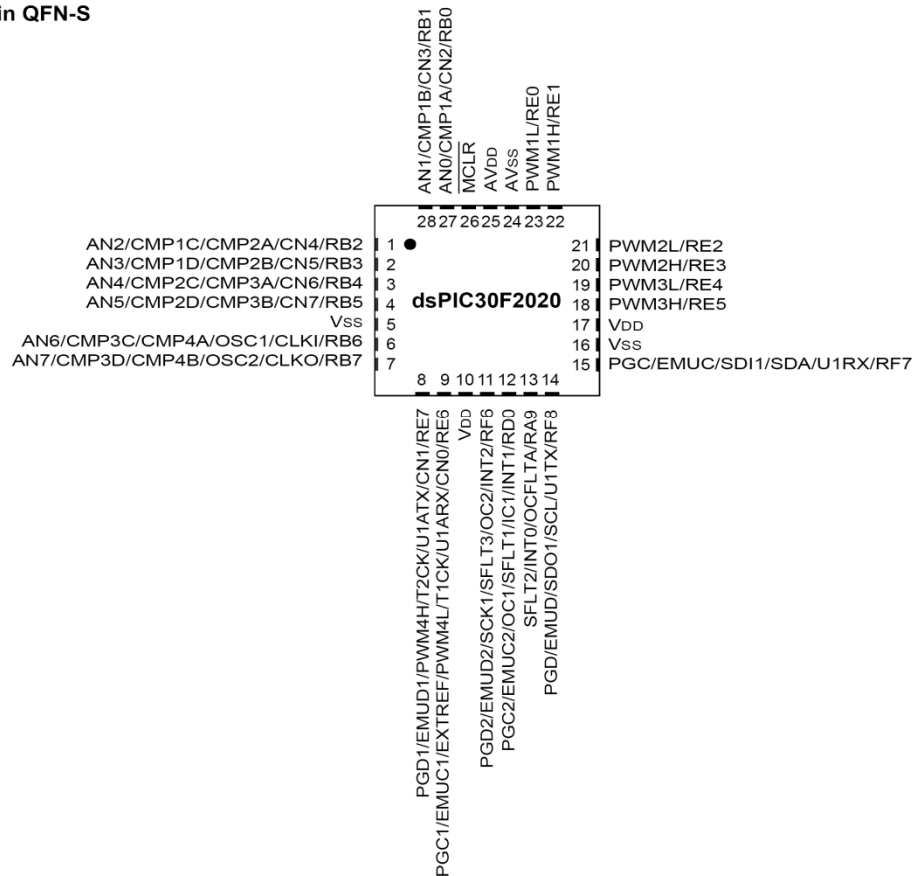 in QFN-S
AN1/CMP1B/CN3/RB1
AN0/CMP1A/CN2/RB0
MCLR
AVDD
AVSS
PWM1L/RE0
PWM1H/RE1
28 27 26 25 24 23 22
AN2/CMP1C/CMP2A/CN4/RB2 1
AN3/CMP1D/CMP2B/CN5/RB3 2
AN4/CMP2C/CMP3A/CN6/RB4 3
AN5/CMP2D/CMP3B/CN7/RB5 4
VSS 5
AN6/CMP3C/CMP4A/OSC1/CLKI/RB6 6
AN7/CMP3D/CMP4B/OSC2/CLKO/RB7 7
dsPIC30F2020
21 PWM2L/RE2
20 PWM2H/RE3
19 PWM3L/RE4
18 PWM3H/RE5
17 VDD
16 VSS
15 PGC/EMUC/SDI1/SDA/U1RX/RF7
8 9 10 11 12 13 14
PGD1/EMUD1/PWM4H/T2CK/U1ATX/CN1/RE7
PGC1/EMUC1/EXTREF/PWM4L/T1CK/U1ARX/CN0/RE6
VDD
PGD2/EMUD2/SCK1/SFLT3/OC2/INT2/RF6
PGC2/EMUC2/OC1/SFLT1/IC1/INT1/RD0
SFLT2/INT0/OCFLTA/RA9
PGD/EMUD/SDO1/SCL/U1TX/RF8